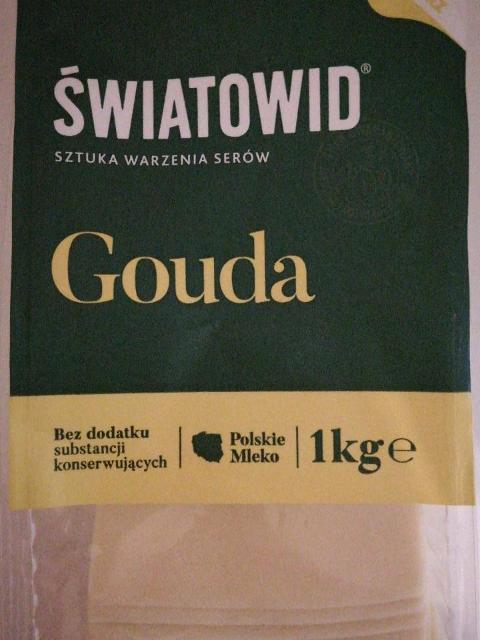 ŚWIATOWID®
SZTUKA WARZENIA SERÓW
Gouda
Bez dodatku
substancji
konserwujących
Polskie
Mleko
1kg℮